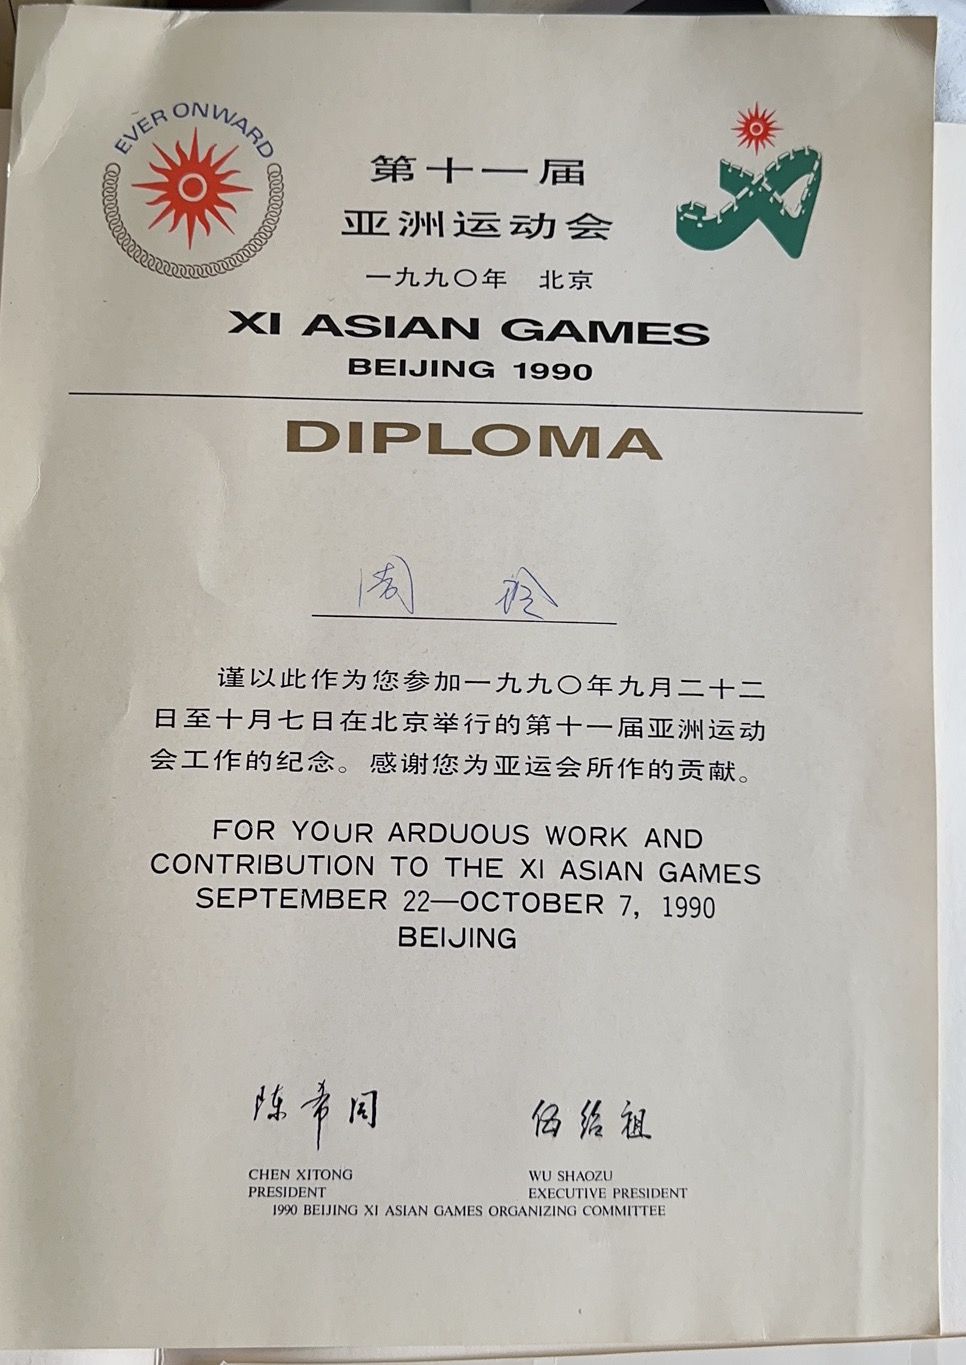 EVER ONWARD
第十一届
亚洲运动会
一九九〇年 北京
XI ASIAN GAMES
BEIJING 1990
DIPLOMA
周 玲
谨以此作为您参加一九九〇年九月二十二
日至十月七日在北京举行的第十一届亚洲运动
会工作的纪念。感谢您为亚运会所作的贡献。
FOR YOUR ARDUOUS WORK AND
CONTRIBUTION TO THE XI ASIAN GAMES
SEPTEMBER 22—OCTOBER 7, 1990
BEIJING
陈希同 伍绍祖
CHEN XITONG WU SHAOZU
PRESIDENT EXECUTIVE PRESIDENT
1990 BEIJING XI ASIAN GAMES ORGANIZING COMMITTEE